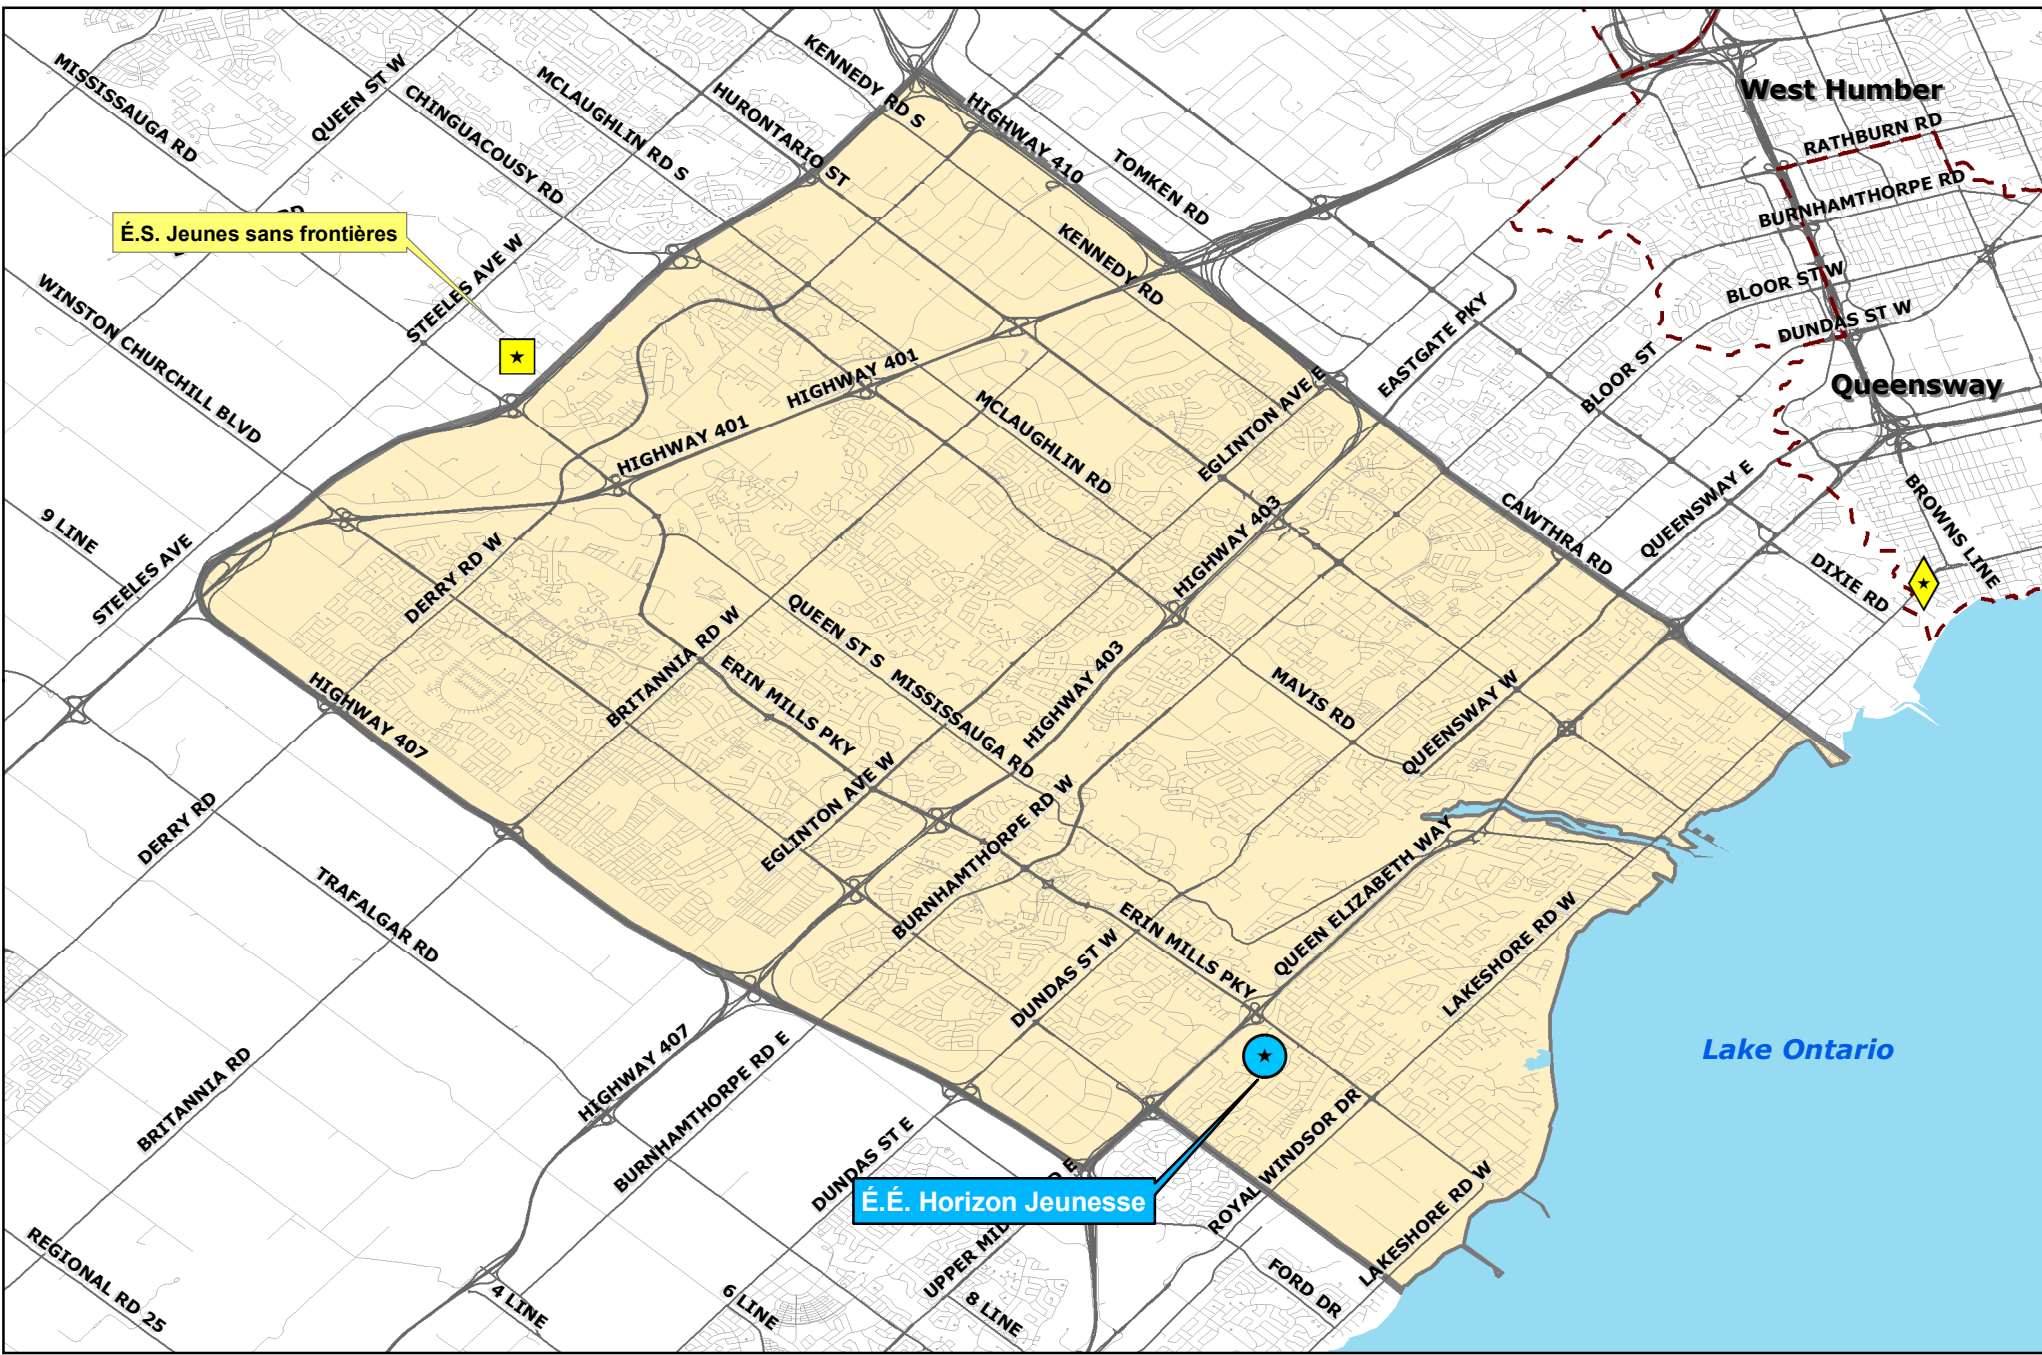 KENNEDY RD S
MISSISSAUGA RD
QUEEN ST W
CHINGUACOUSY RD
MCLAUGHLIN RD S
HURONTARIO ST
HIGHWAY 410
TOMKEN RD
West Humber
RATHBURN RD
BURNHAMTHORPE RD
BLOOR ST W
DUNDAS ST W
Queensway
É.S. Jeunes sans frontières
STEELES AVE W
WINSTON CHURCHILL BLVD
KENNEDY RD
EASTGATE PKY
BLOOR ST
HIGHWAY 401
HIGHWAY 401
MCLAUGHLIN RD
EGLINTON AVE E
CAWTHRA RD
QUEENSWAY E
BROWNS LINE
DIXIE RD
9 LINE
STEELES AVE
DERRY RD W
HIGHWAY 403
QUEEN ST S
BRITANNIA RD W
ERIN MILLS PKY
MISSISSAUGA RD
HIGHWAY 403
MAVIS RD
QUEENSWAY W
HIGHWAY 407
EGLINTON AVE W
BURNHAMTHORPE RD W
DERRY RD
TRAFALGAR RD
QUEEN ELIZABETH WAY
ERIN MILLS PKY
DUNDAS ST W
LAKESHORE RD W
Lake Ontario
HIGHWAY 407
BURNHAMTHORPE RD E
BRITANNIA RD
DUNDAS ST E
É.É. Horizon Jeunesse
ROYAL WINDSOR DR
LAKESHORE RD W
UPPER MID
E
FORD DR
REGIONAL RD 25
4 LINE
6 LINE
8 LINE